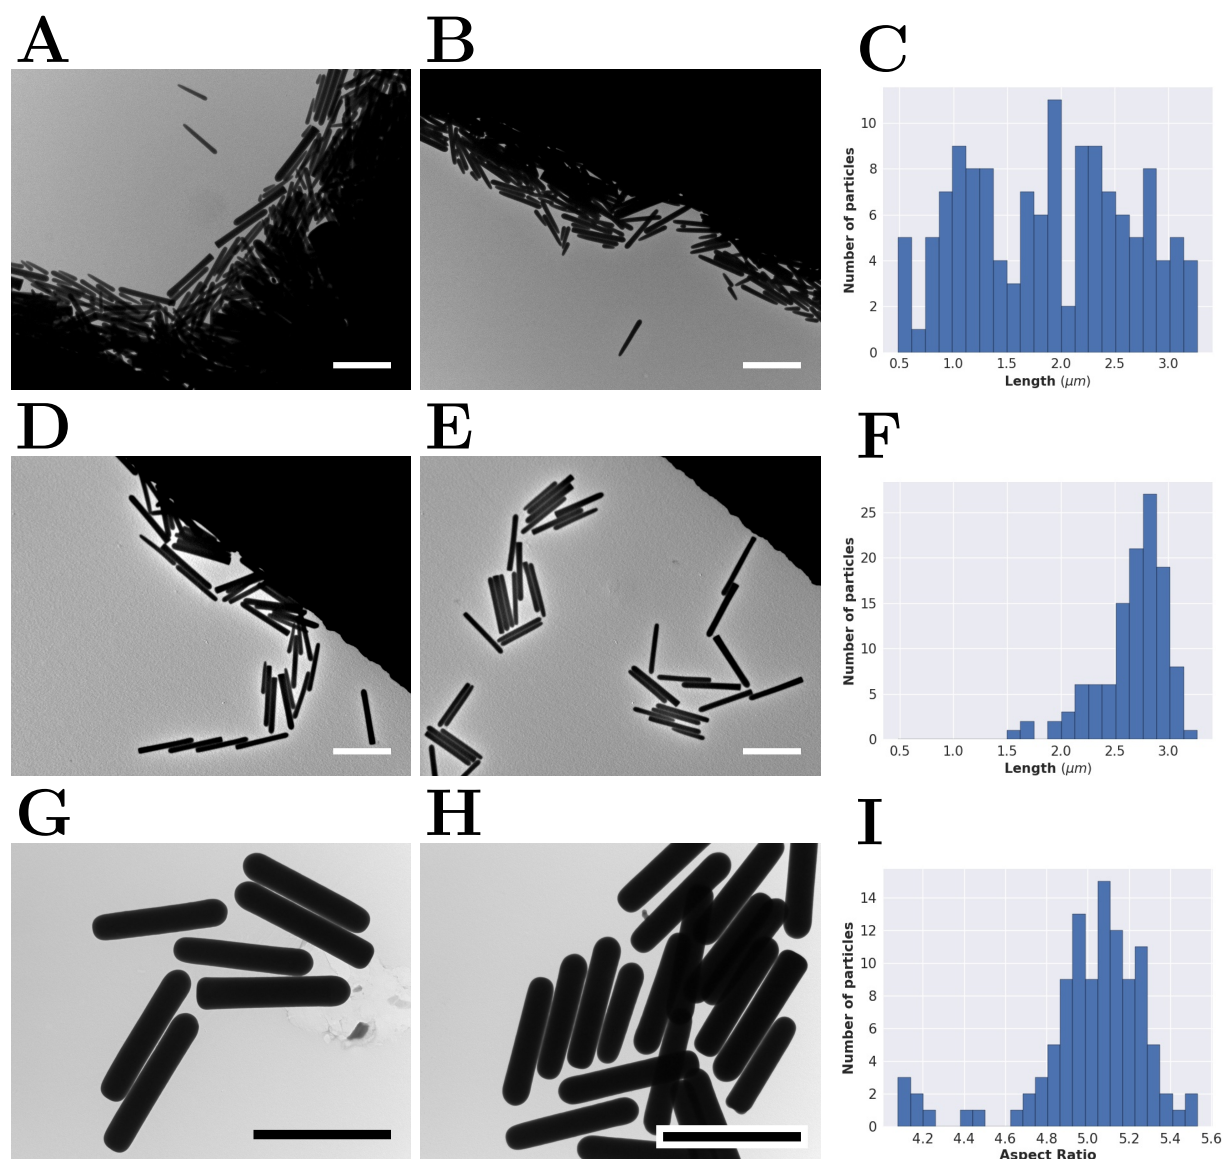 A
B
C
Number of particles
10
8
6
4
2
0
0.5 1.0 1.5 2.0 2.5 3.0
Length (μm)
D
E
F
Number of particles
25
20
15
10
5
0
0.5 1.0 1.5 2.0 2.5 3.0
Length (μm)
G
H
I
Number of particles
14
12
10
8
6
4
2
0
4.2 4.4 4.6 4.8 5.0 5.2 5.4 5.6
Aspect Ratio